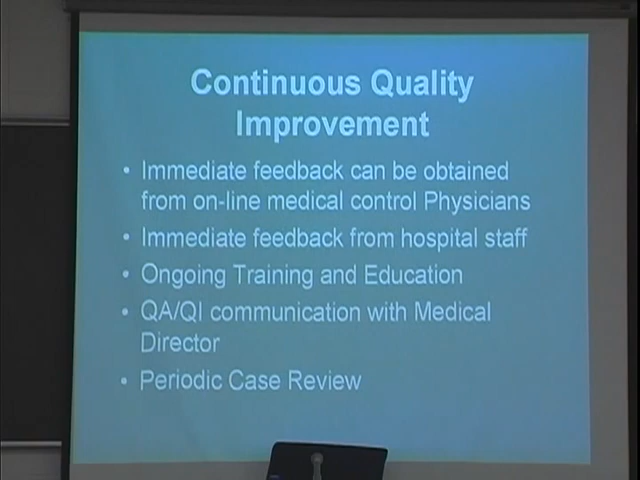 Continuous Quality
Improvement
• Immediate feedback can be obtained
from on-line medical control Physicians
• Immediate feedback from hospital staff
• Ongoing Training and Education
• QA/QI communication with Medical
Director
• Periodic Case Review